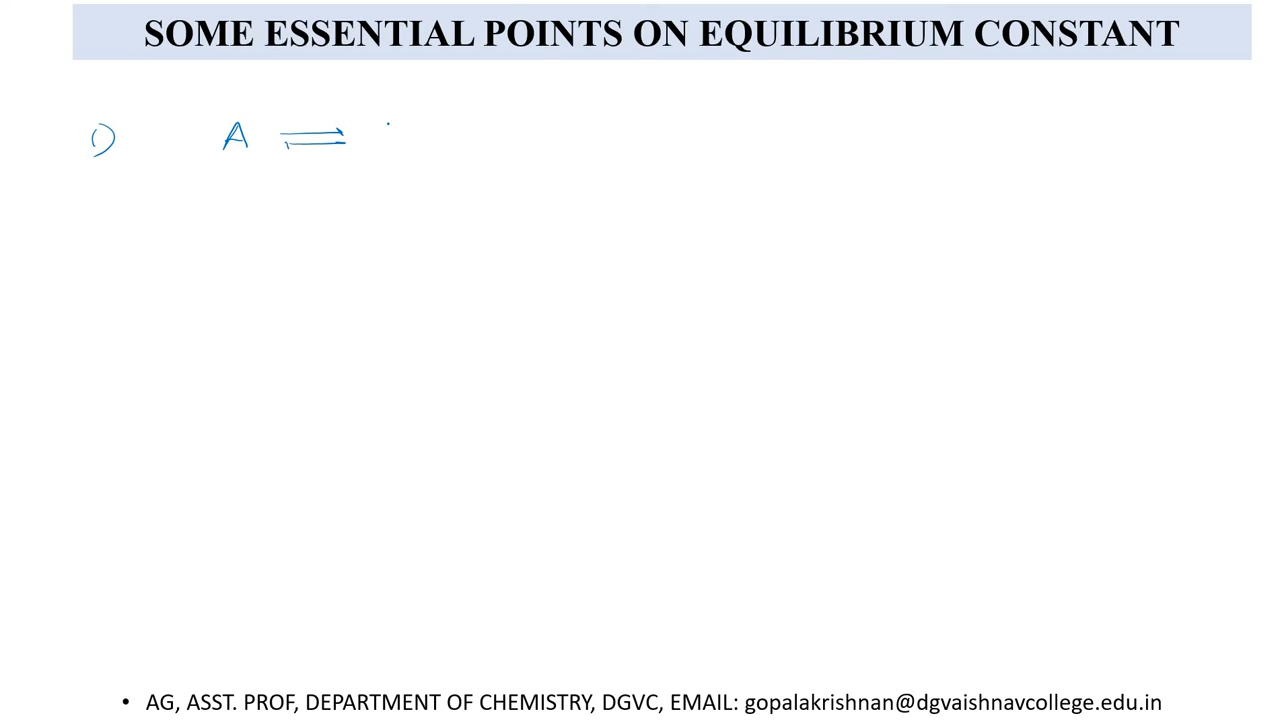 SOME ESSENTIAL POINTS ON EQUILIBRIUM CONSTANT
1) A ⇌
• AG, ASST. PROF, DEPARTMENT OF CHEMISTRY, DGVC, EMAIL: gopalakrishnan@dgvaishnavcollege.edu.in